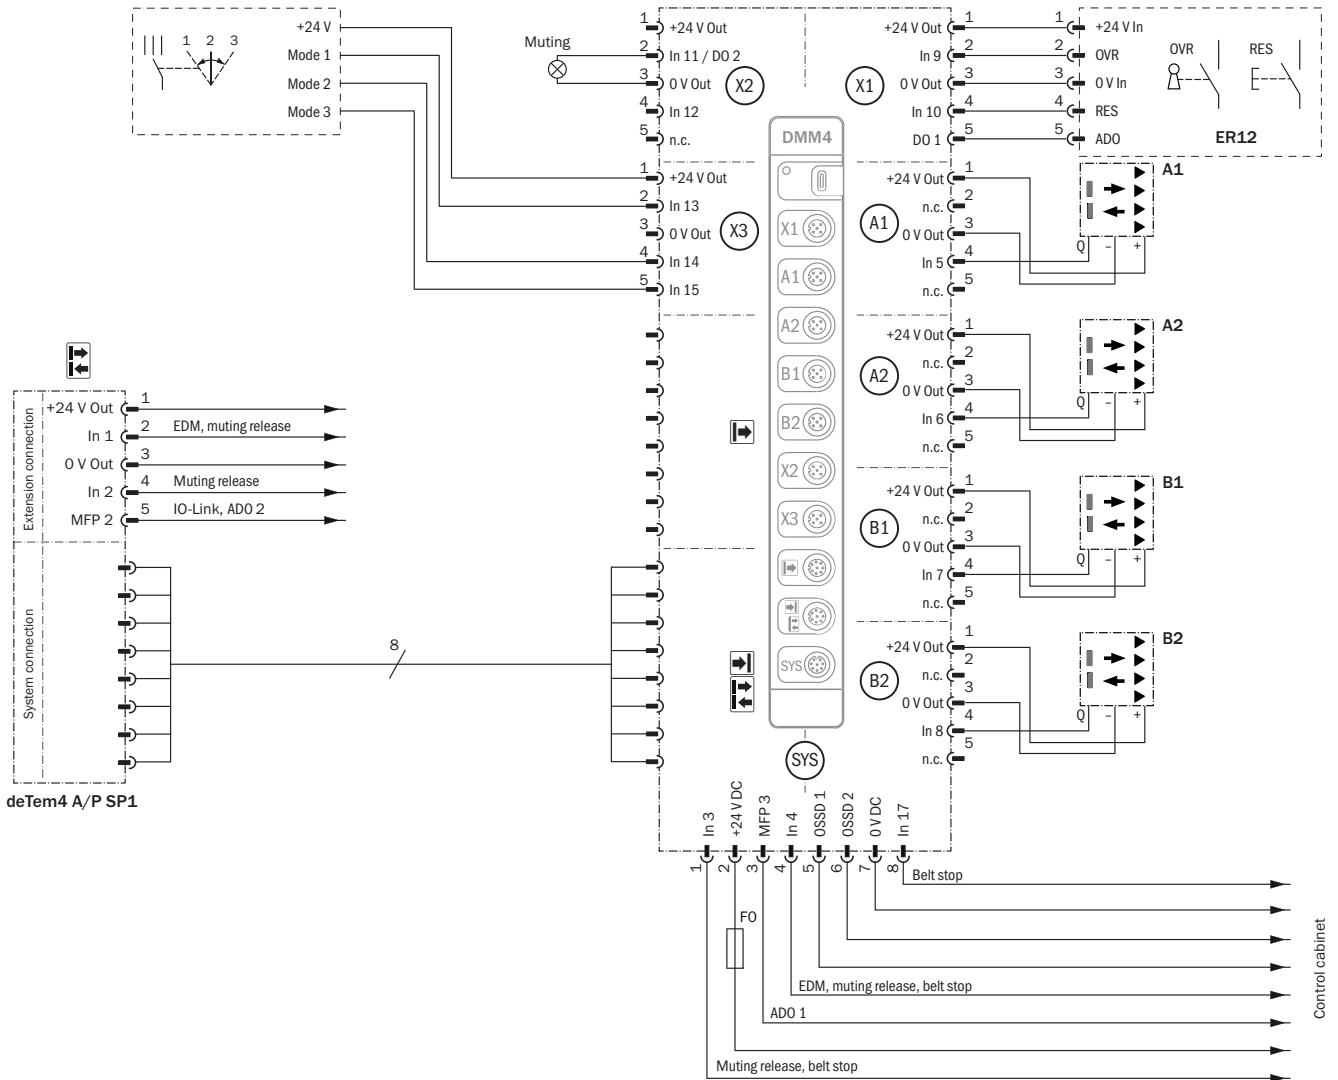 1 2 3
+24 V
Mode 1
Mode 2
Mode 3
Muting
1 +24 V Out
2 In 11 / DO 2
3 0 V Out
4 In 12
5 n.c.
X2
1 +24 V Out
2 In 13
3 0 V Out
4 In 14
5 In 15
X3
DMM4
X1
A1
A2
B1
B2
X2
X3
SYS
X1
+24 V Out 1
In 9 2
0 V Out 3
In 10 4
DO 1 5
1 +24 V In
2 OVR
3 0 V In
4 RES
5 ADO
OVR
RES
ER12
A1
+24 V Out 1
n.c. 2
0 V Out 3
In 5 4
n.c. 5
A1
Q – +
A2
+24 V Out 1
n.c. 2
0 V Out 3
In 6 4
n.c. 5
A2
Q – +
B1
+24 V Out 1
n.c. 2
0 V Out 3
In 7 4
n.c. 5
B1
Q – +
B2
+24 V Out 1
n.c. 2
0 V Out 3
In 8 4
n.c. 5
B2
Q – +
Extension connection
+24 V Out 1
In 1 2 EDM, muting release
0 V Out 3
In 2 4 Muting release
MFP 2 5 IO-Link, ADO 2
System connection
8
deTem4 A/P SP1
SYS
In 3 1
+24 V DC 2
MFP 3 3
In 4 4
OSSD 1 5
OSSD 2 6
0 V DC 7
In 17 8
Belt stop
F0
EDM, muting release, belt stop
ADO 1
Muting release, belt stop
Control cabinet